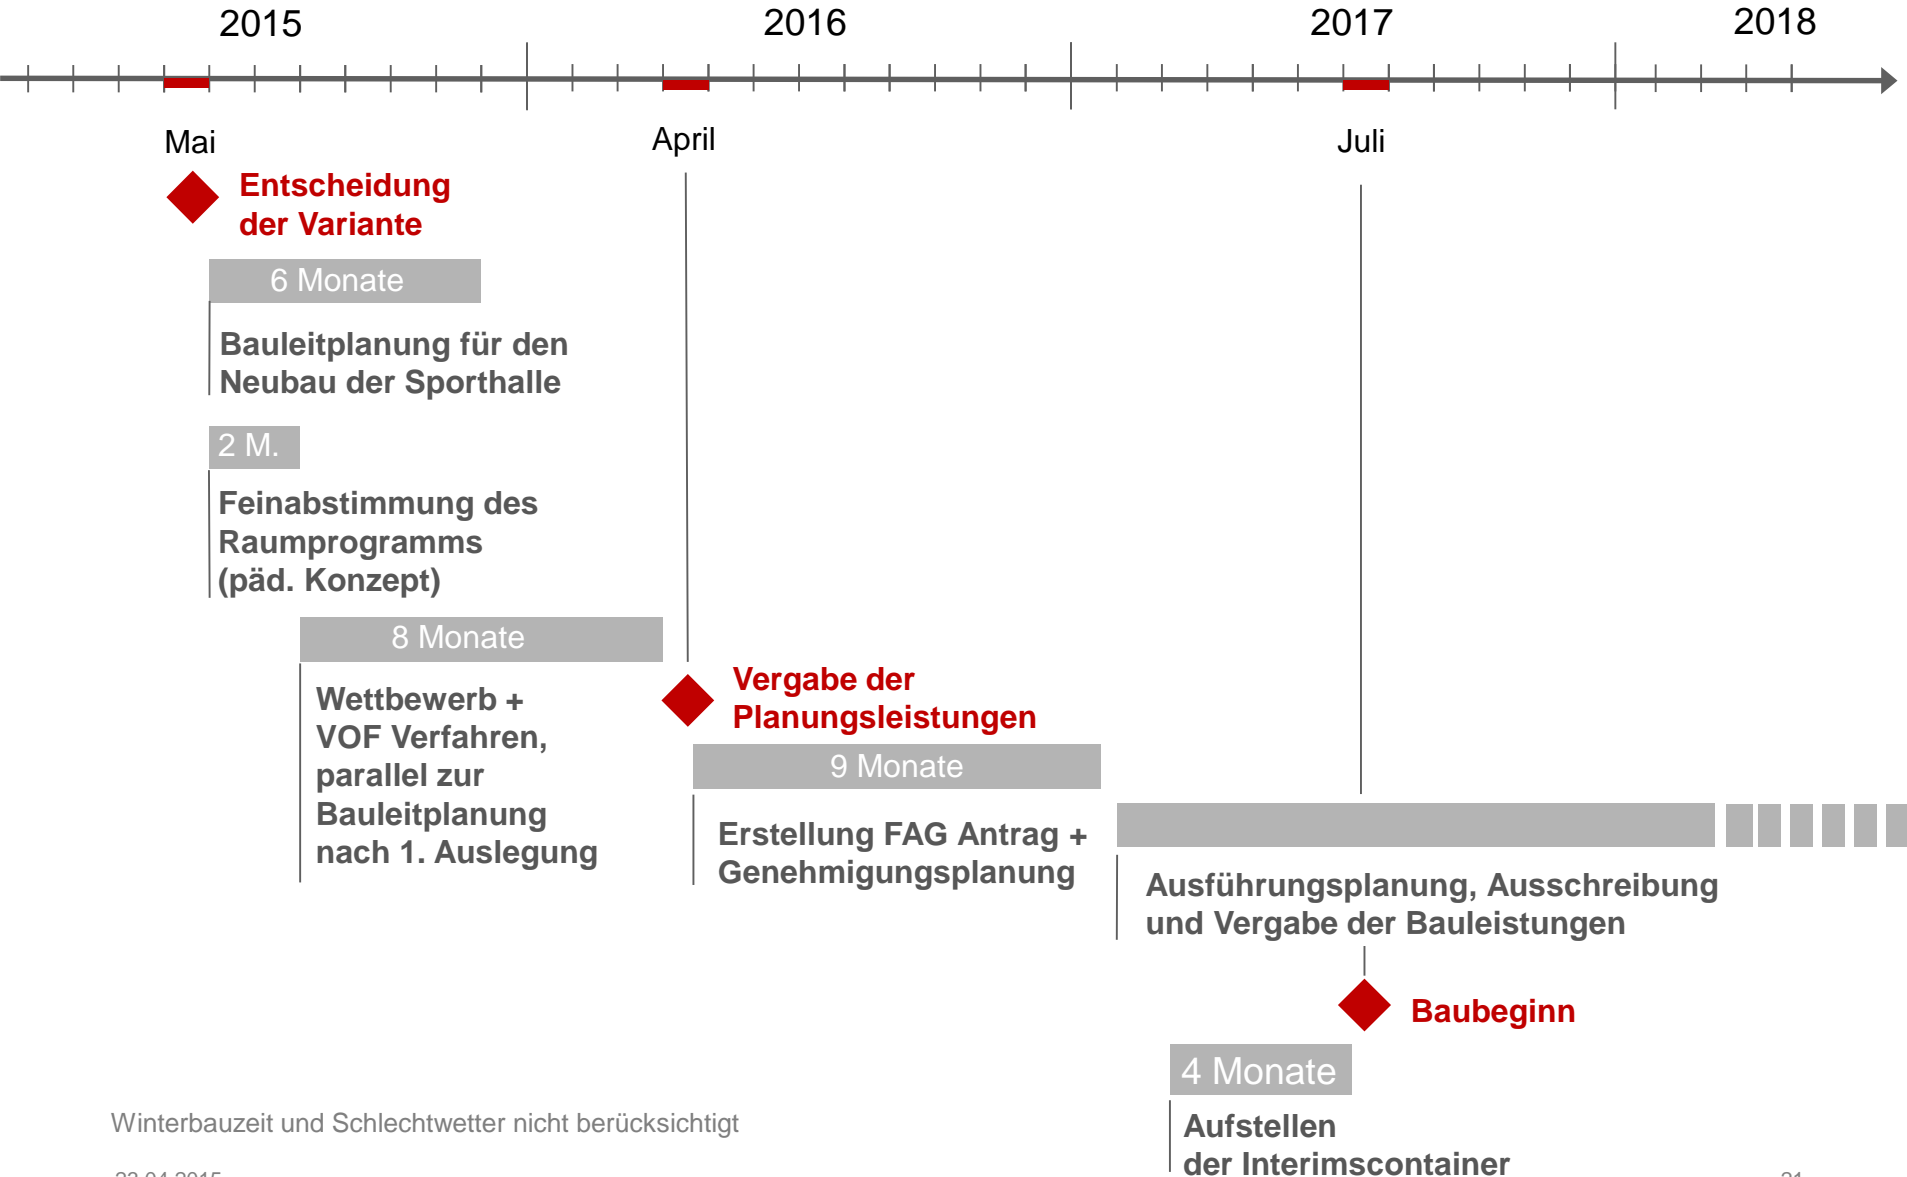 2015
2016
2017
2018
Mai
April
Juli
Entscheidung
der Variante
6 Monate
Bauleitplanung für den
Neubau der Sporthalle
2 M.
Feinabstimmung des
Raumprogramms
(päd. Konzept)
8 Monate
Wettbewerb +
VOF Verfahren,
parallel zur
Bauleitplanung
nach 1. Auslegung
Vergabe der
Planungsleistungen
9 Monate
Erstellung FAG Antrag +
Genehmigungsplanung
Ausführungsplanung, Ausschreibung
und Vergabe der Bauleistungen
Baubeginn
4 Monate
Aufstellen
der Interimscontainer
Winterbauzeit und Schlechtwetter nicht berücksichtigt